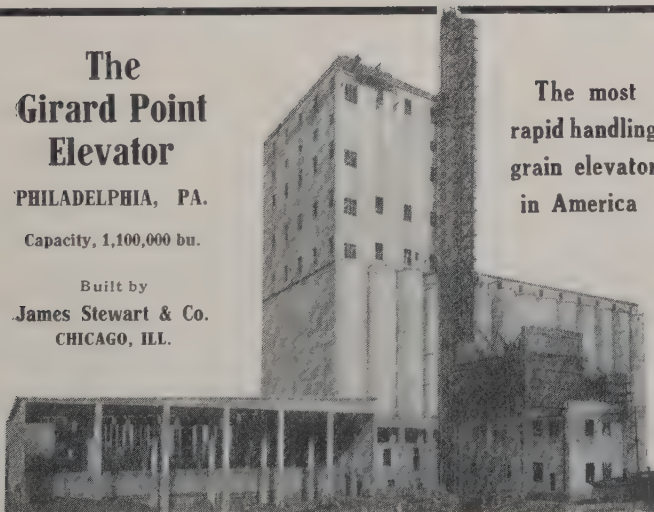 The
Girard Point
Elevator
PHILADELPHIA, PA.
Capacity, 1,100,000 bu.
Built by
James Stewart & Co.
CHICAGO, ILL.
The most
rapid handling
grain elevator
in America